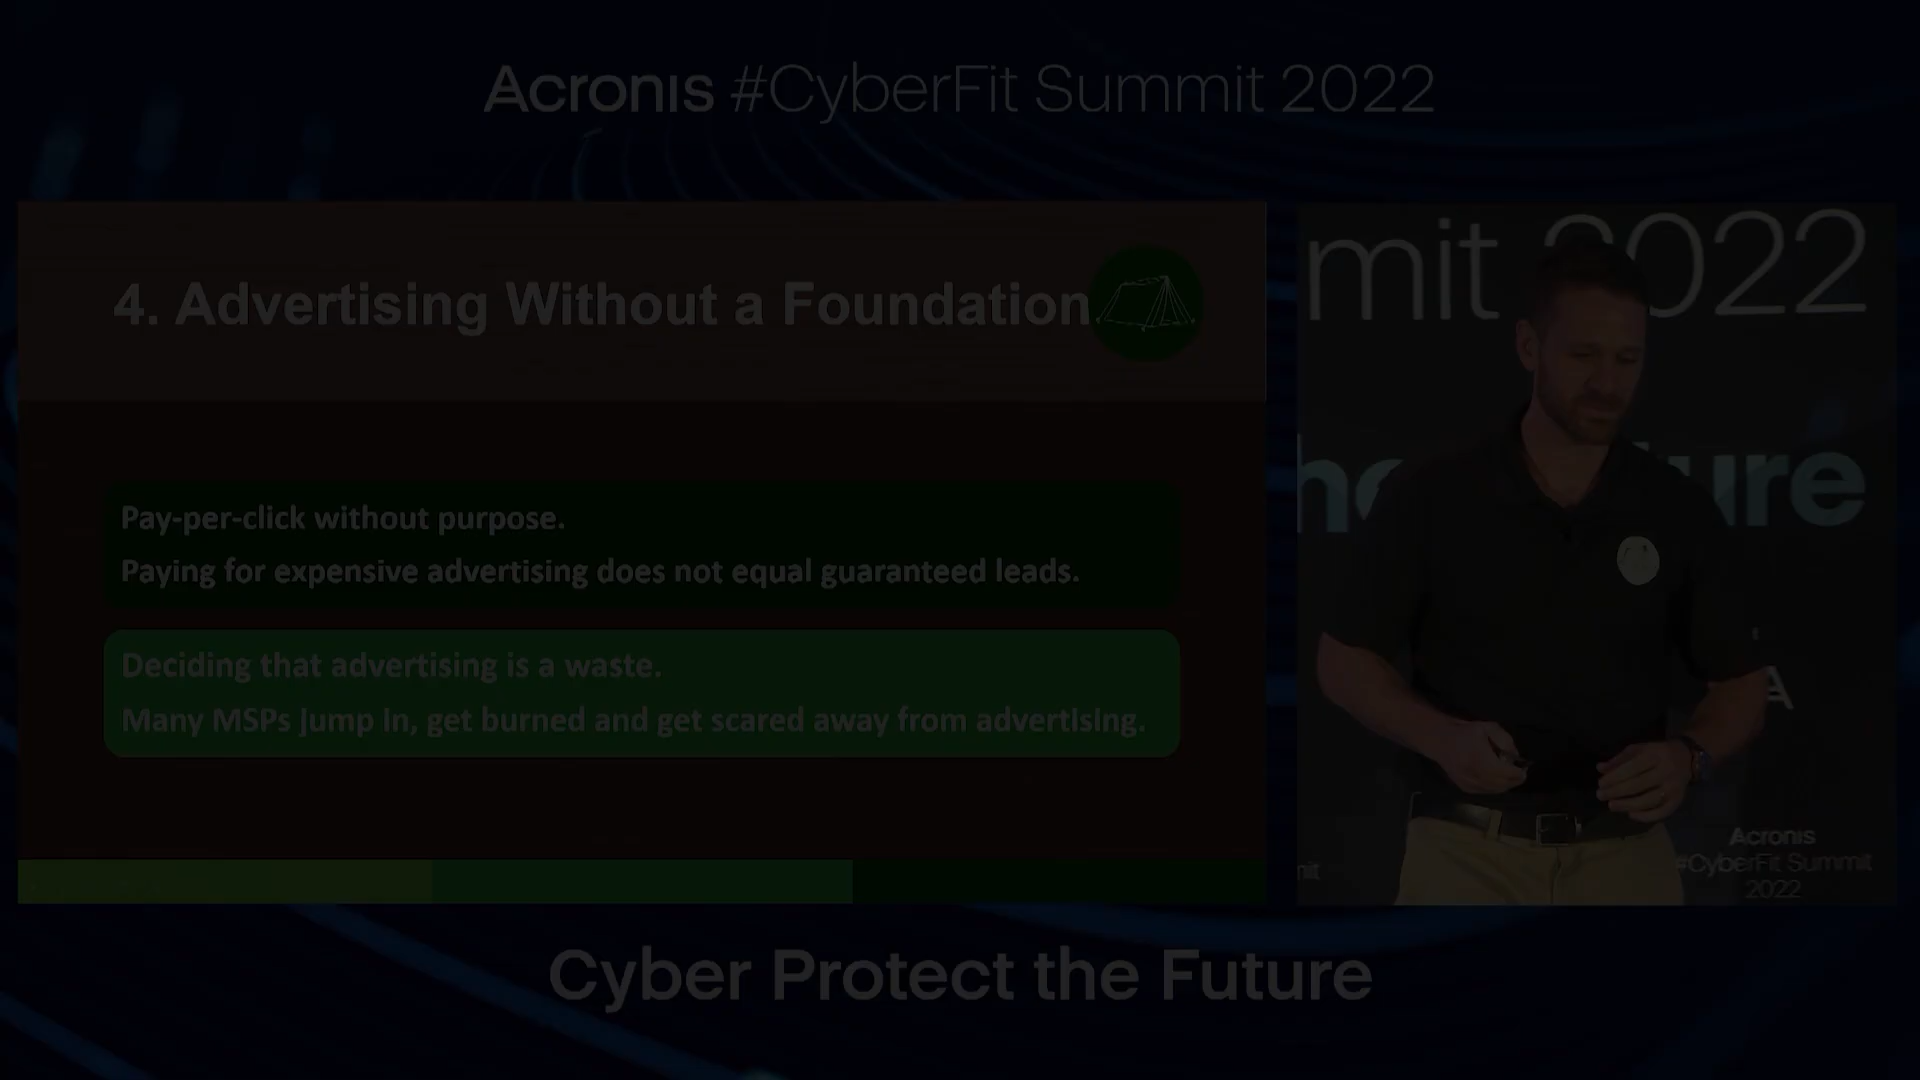 Acronis #CyberFit Summit 2022
4. Advertising Without a Foundation
Pay-per-click without purpose.
Paying for expensive advertising does not equal guaranteed leads.
Deciding that advertising is a waste.
Many MSPs jump in, get burned and get scared away from advertising.
mit 2022
ure
A
Acronis
#CyberFit Summit
2022
Cyber Protect the Future